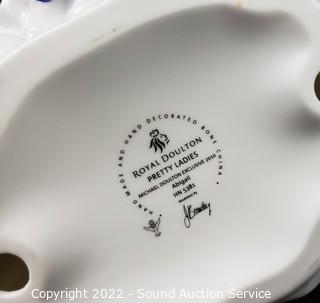 HAND MADE AND HAND DECORATED BONE CHINA
ROYAL DOULTON
PRETTY LADIES
MICHAEL DOULTON EXCLUSIVE 2010
Abigail
HN 5381
Copyright 2022 - Sound Auction Service